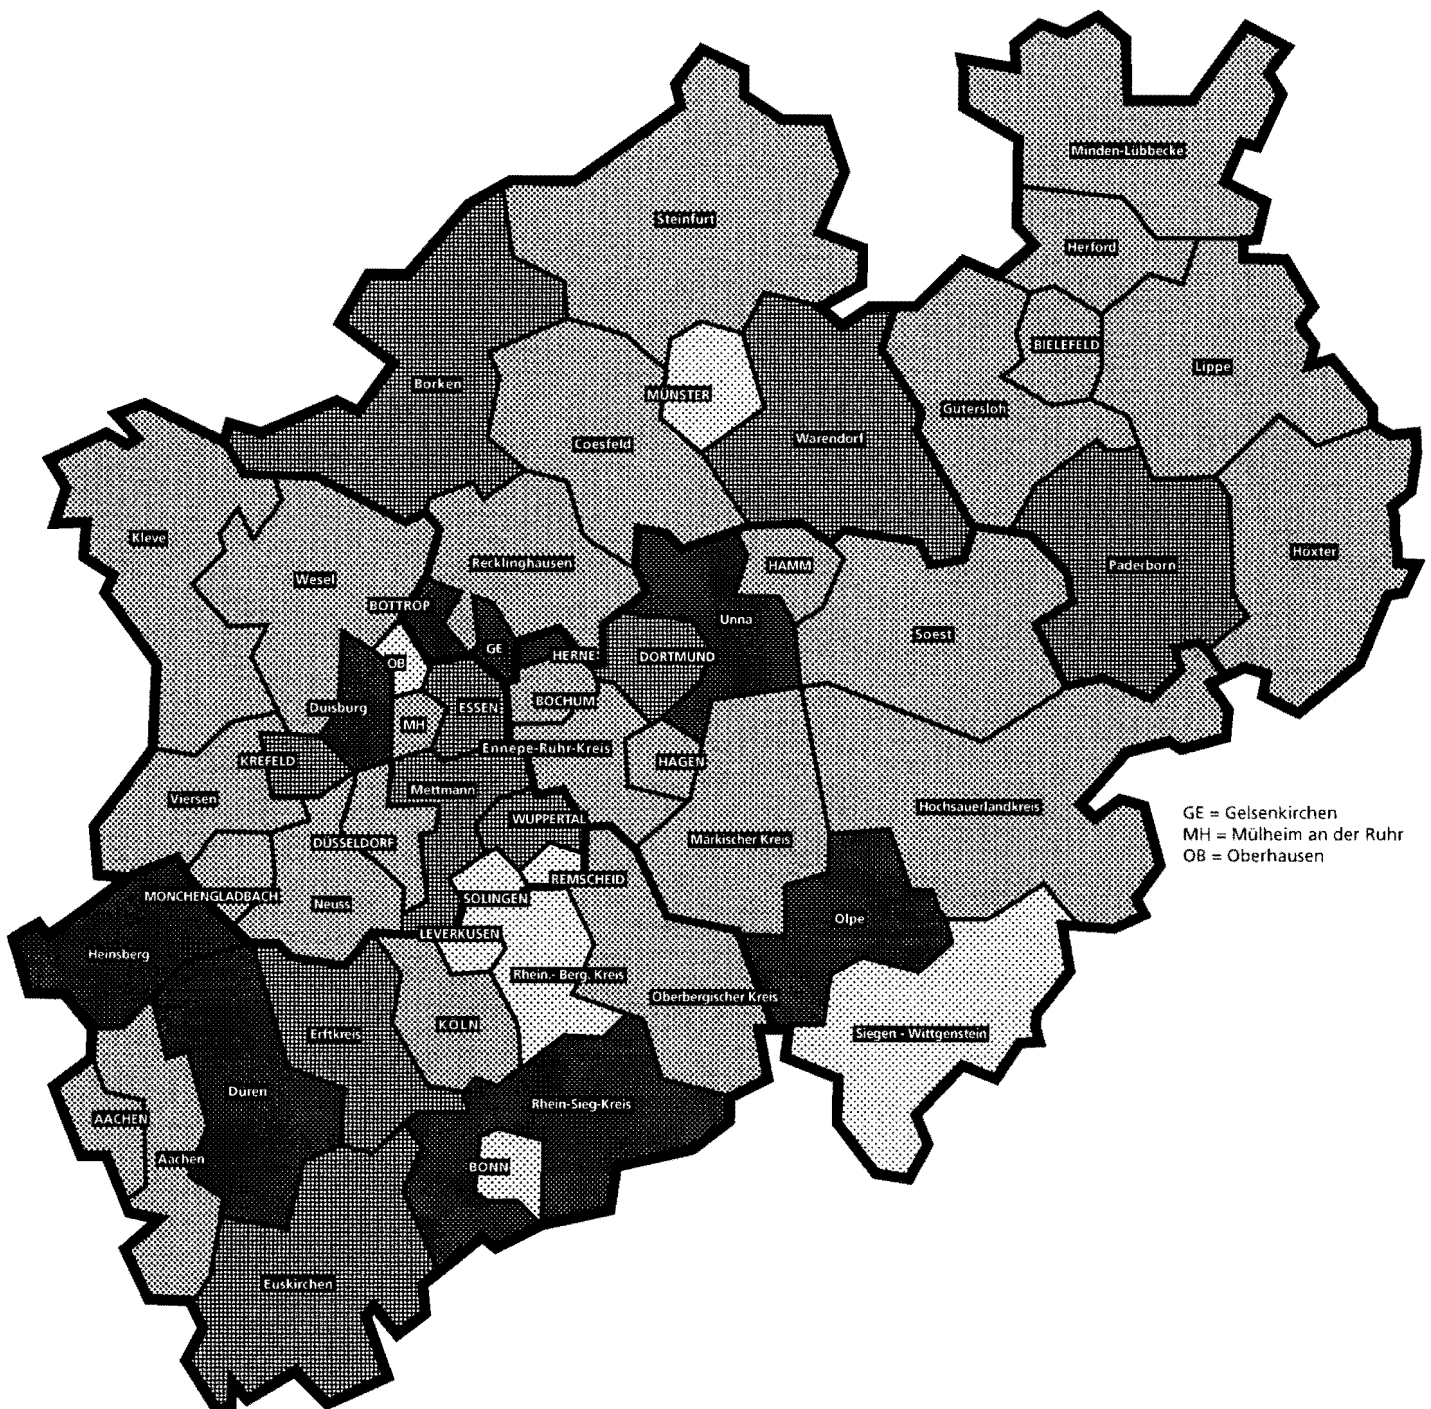 Minden-Lübbecke
Steinfurt
Herford
BIELEFELD
Lippe
Borken
MÜNSTER
Gütersloh
Coesfeld
Warendorf
Kleve
Recklinghausen
HAMM
Paderborn
Höxter
Wesel
BOTTROP
Unna
Soest
GE
HERNE
DORTMUND
OB
Duisburg
ESSEN
BOCHUM
MH
Ennepe-Ruhr-Kreis
KREFELD
HAGEN
Mettmann
Viersen
Hochsauerlandkreis
GE = Gelsenkirchen
MH = Mülheim an der Ruhr
OB = Oberhausen
WUPPERTAL
DÜSSELDORF
Märkischer Kreis
REMSCHEID
MÖNCHENGLADBACH
Neuss
SOLINGEN
Olpe
LEVERKUSEN
Heinsberg
Rhein.- Berg. Kreis
Oberbergischer Kreis
Erftkreis
KÖLN
Siegen - Wittgenstein
Düren
Rhein-Sieg-Kreis
AACHEN
Aachen
BONN
Euskirchen